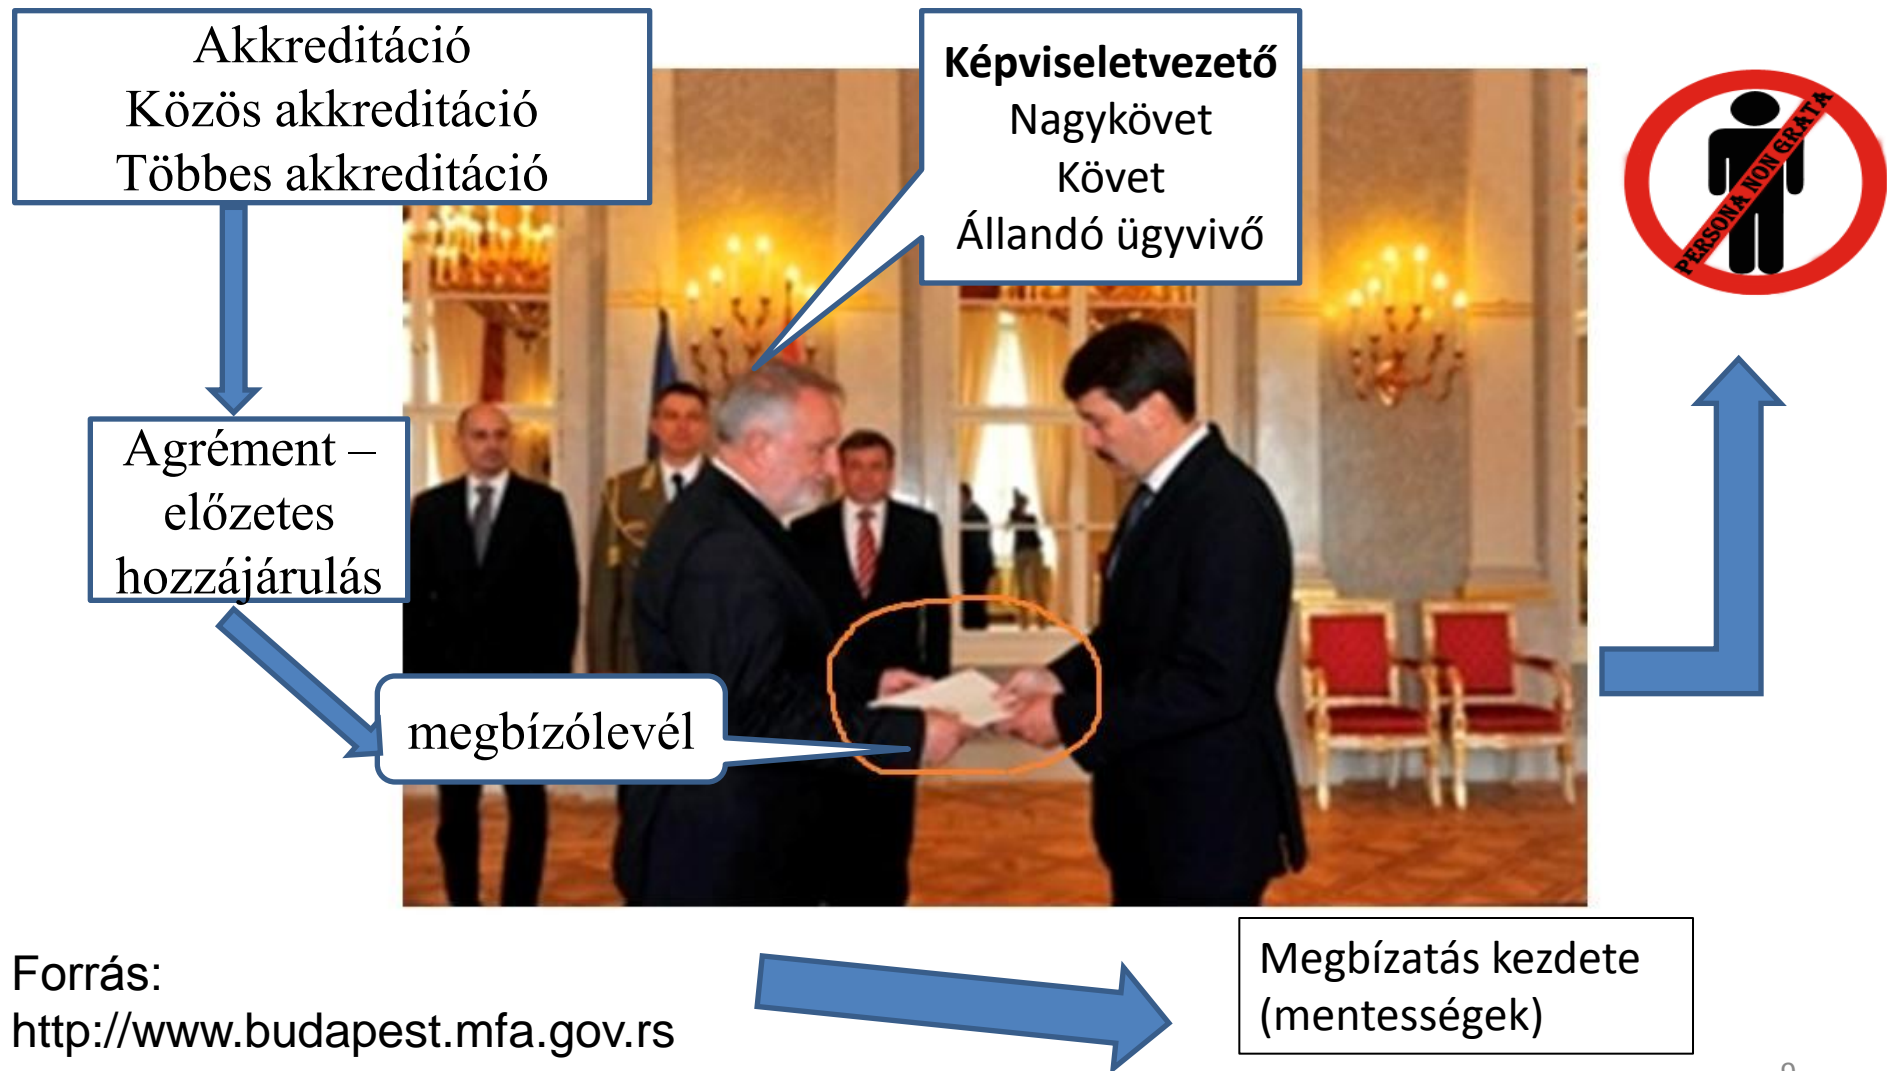 Akkreditáció
Közös akkreditáció
Többes akkreditáció
Képviseletvezető
Nagykövet
Követ
Állandó ügyvivő
PERSONA NON GRATA
Agrément –
előzetes
hozzájárulás
megbízólevél
Megbízatás kezdete
(mentességek)
Forrás:
http://www.budapest.mfa.gov.rs